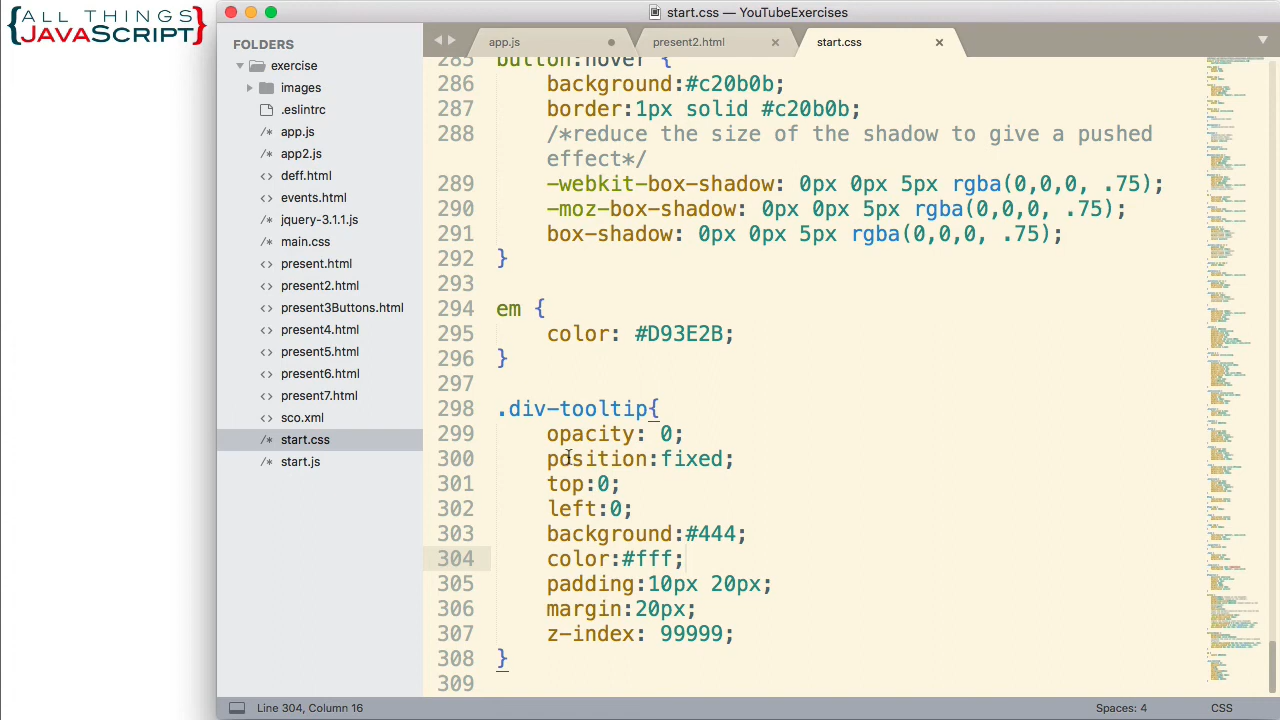 ALL THINGS
JAVASCRIPT
start.css — YouTubeExercises
FOLDERS
exercise
images
.eslintrc
app.js
app2.js
deff.html
events.html
jquery-3.1.1.js
main.css
present.html
present2.html
present-buttons.html
present4.html
present5.html
present6.html
present7.html
sco.xml
start.css
start.js
app.js
present2.html
start.css
285 button:hover {
286 background:#c20b0b;
287 border:1px solid #c20b0b;
288 /*reduce the size of the shadow to give a pushed
effect*/
289 -webkit-box-shadow: 0px 0px 5px rgba(0,0,0, .75);
290 -moz-box-shadow: 0px 0px 5px rgba(0,0,0, .75);
291 box-shadow: 0px 0px 5px rgba(0,0,0, .75);
292 }
293
294 em {
295 color: #D93E2B;
296 }
297
298 .div-tooltip{
299 opacity: 0;
300 position:fixed;
301 top:0;
302 left:0;
303 background:#444;
304 color:#fff;
305 padding:10px 20px;
306 margin:20px;
307 z-index: 99999;
308 }
309
Line 304, Column 16
Spaces: 4
CSS